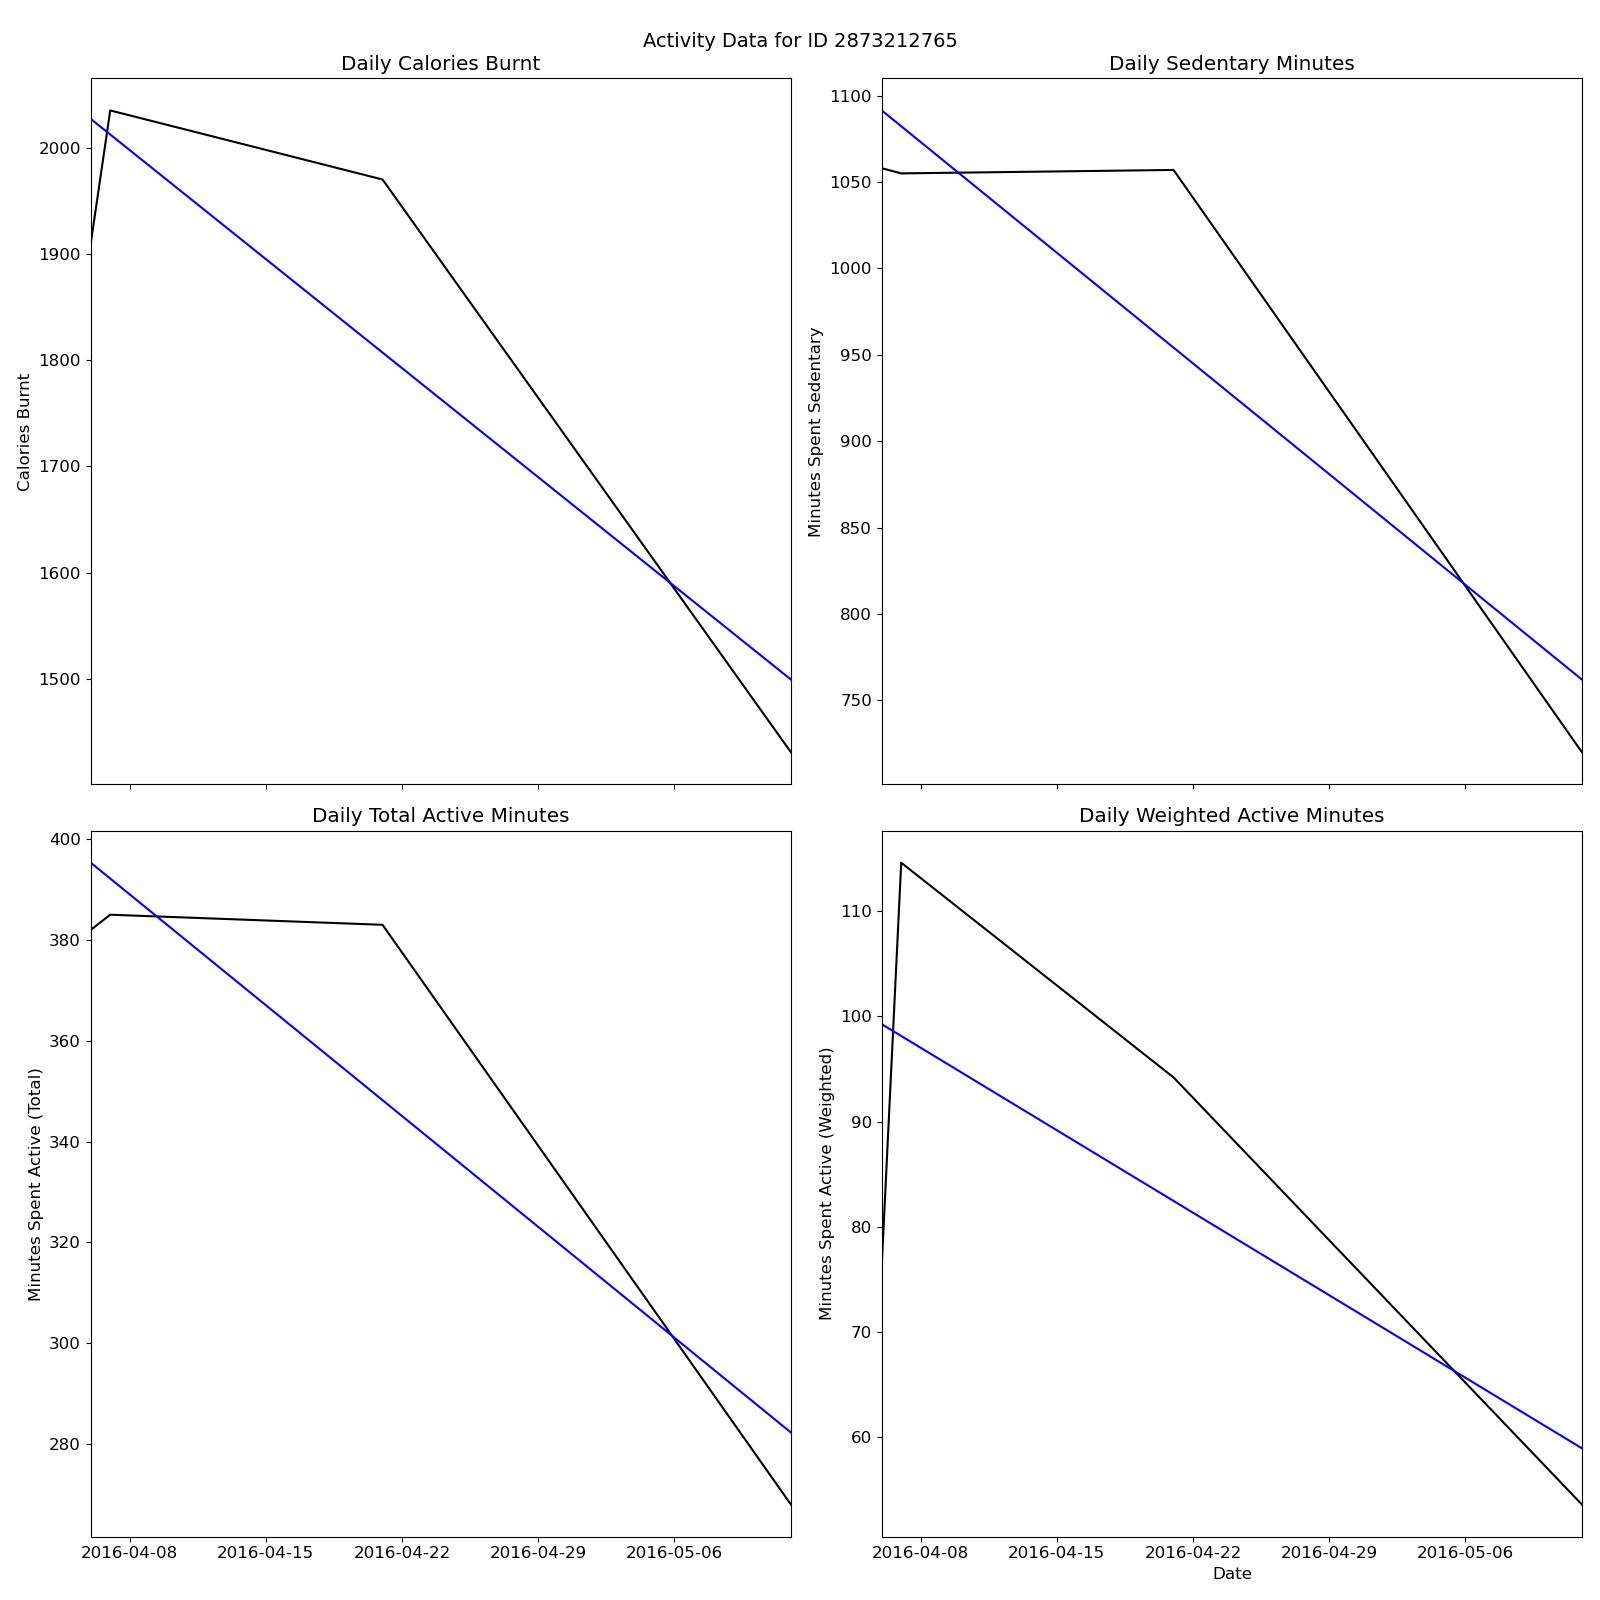 Activity Data for ID 2873212765
Daily Calories Burnt
Calories Burnt
2000
1900
1800
1700
1600
1500
Daily Sedentary Minutes
Minutes Spent Sedentary
1100
1050
1000
950
900
850
800
750
Daily Total Active Minutes
Minutes Spent Active (Total)
400
380
360
340
320
300
280
2016-04-08 2016-04-15 2016-04-22 2016-04-29 2016-05-06
Daily Weighted Active Minutes
Minutes Spent Active (Weighted)
110
100
90
80
70
60
2016-04-08 2016-04-15 2016-04-22 2016-04-29 2016-05-06
Date